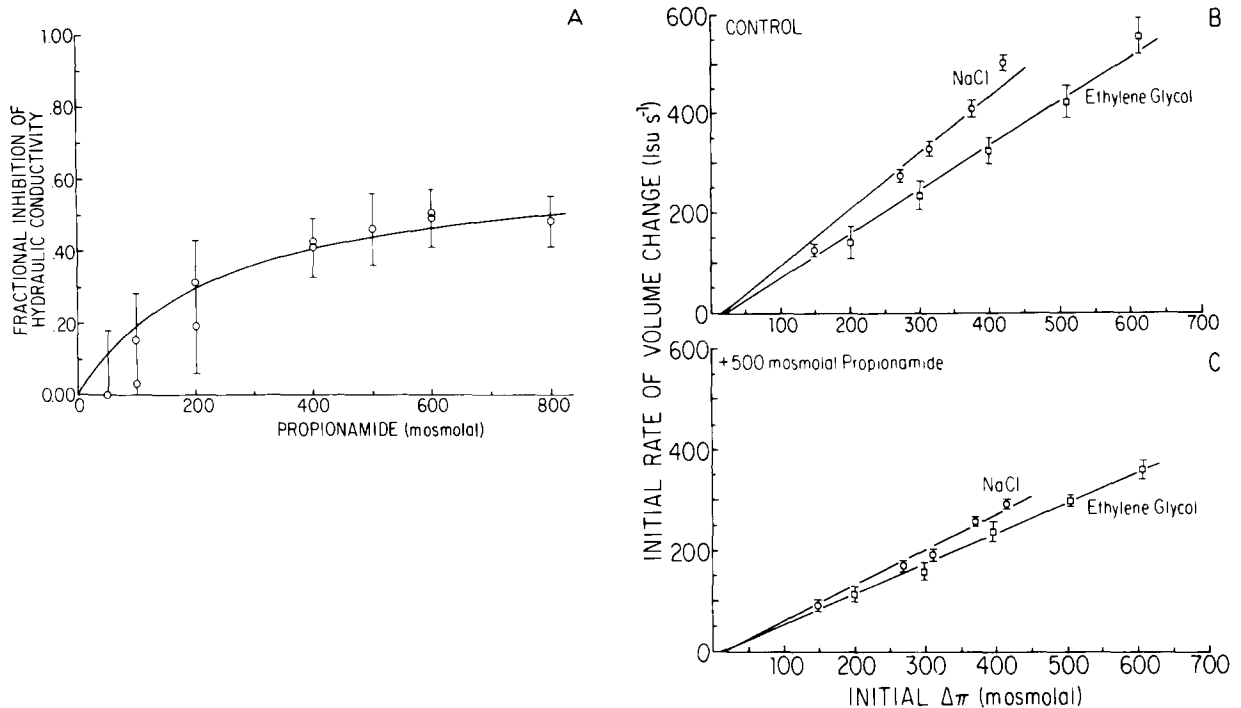 A
1.00
.80
.60
.40
.20
0.00
0
200
400
600
800
FRACTIONAL INHIBITION OF
HYDRAULIC CONDUCTIVITY
PROPIONAMIDE (mosmolal)
B
CONTROL
600
400
200
0
NaCl
Ethylene Glycol
100 200 300 400 500 600 700
INITIAL RATE OF VOLUME CHANGE (lsu s⁻¹)
C
+500 mosmolal Propionamide
600
400
200
0
NaCl
Ethylene Glycol
100 200 300 400 500 600 700
INITIAL Δπ (mosmolal)